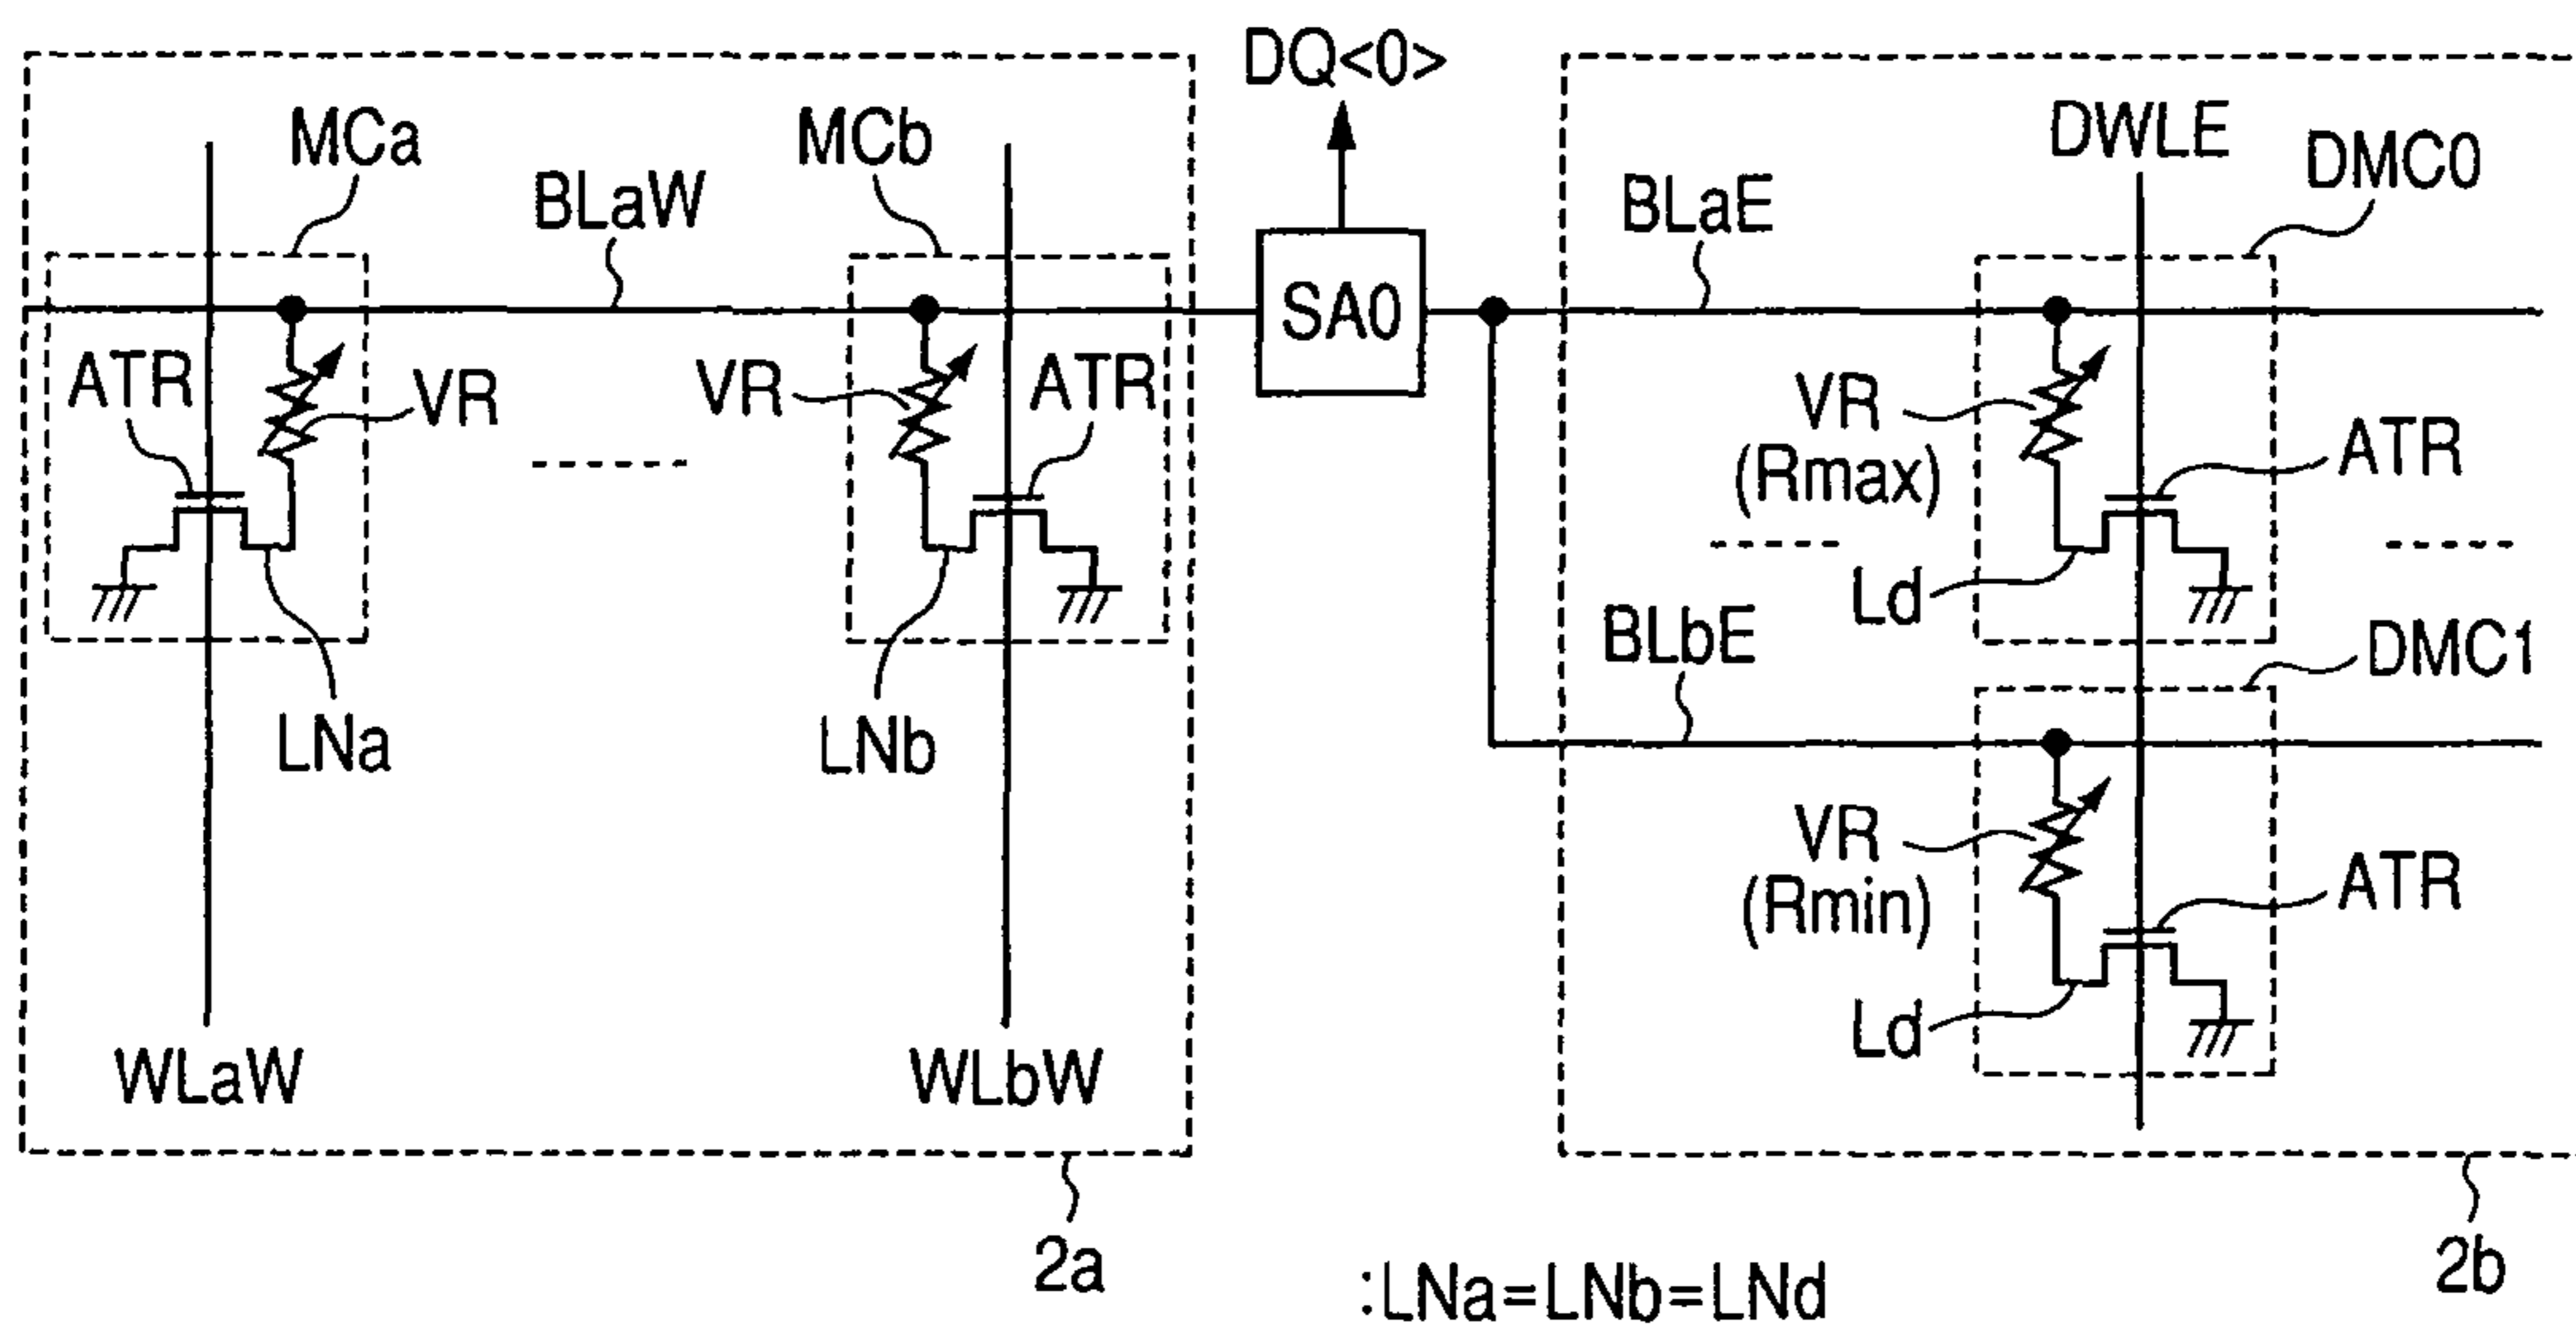 DQ<0>
MCa
MCb
DWLE
DMC0
BLaW
BLaE
SA0
ATR
VR
VR
ATR
VR
(Rmax)
ATR
Ld
BLbE
DMC1
LNa
LNb
VR
(Rmin)
ATR
Ld
WLaW
WLbW
2a
2b
:LNa=LNb=LNd